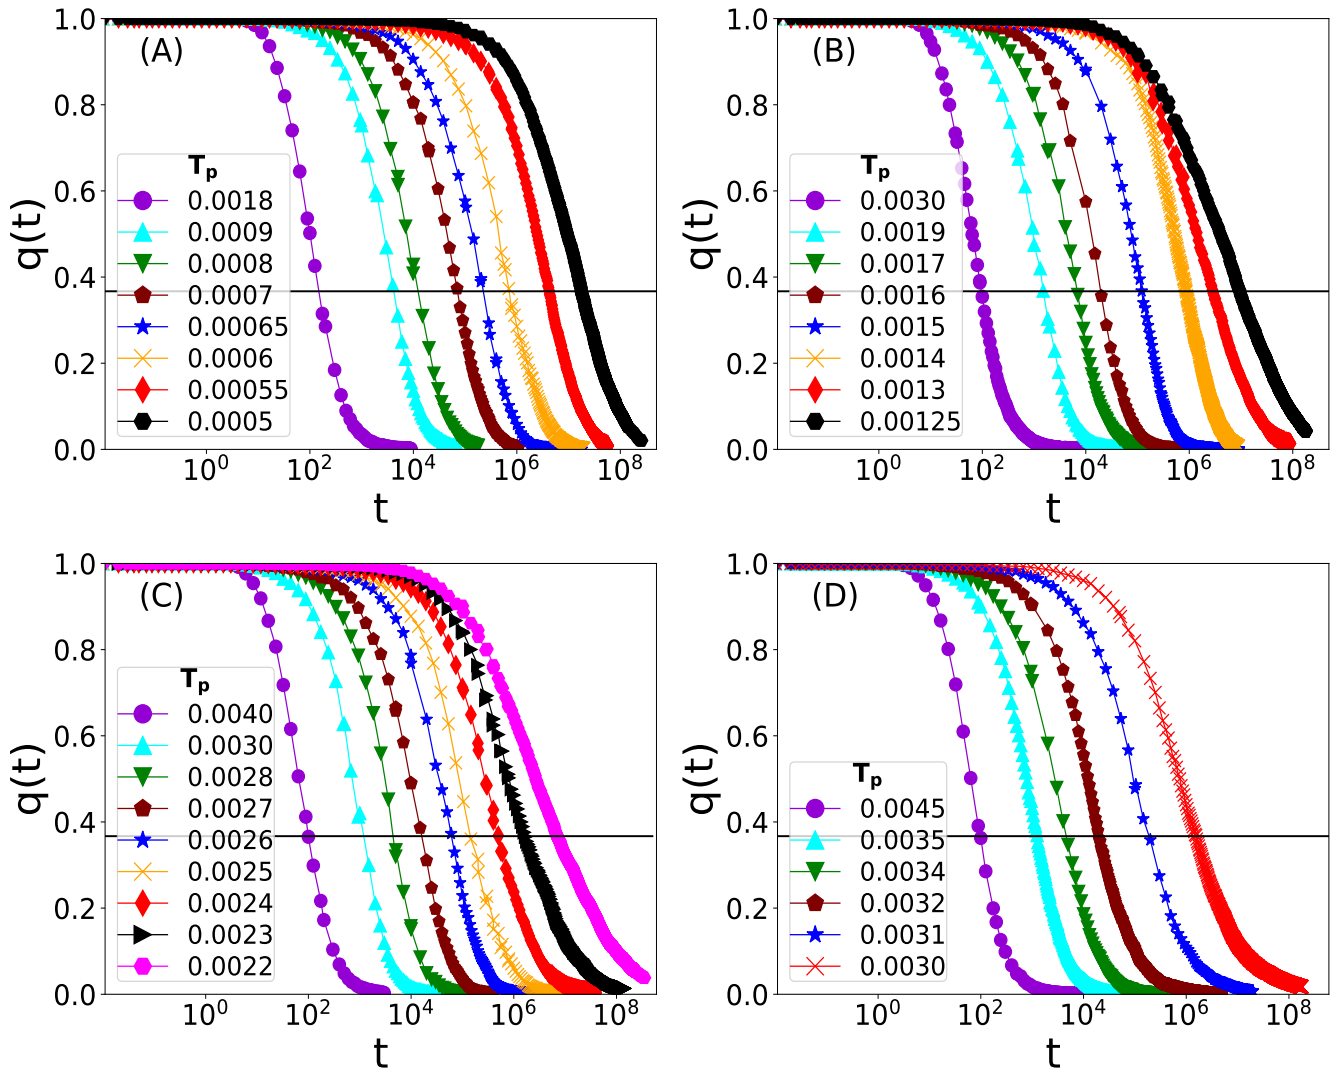 (A)
q(t)
1.0
0.8
0.6
0.4
0.2
0.0
Tp
0.0018
0.0009
0.0008
0.0007
0.00065
0.0006
0.00055
0.0005
10^0 10^2 10^4 10^6 10^8
t
(B)
q(t)
1.0
0.8
0.6
0.4
0.2
0.0
Tp
0.0030
0.0019
0.0017
0.0016
0.0015
0.0014
0.0013
0.00125
10^0 10^2 10^4 10^6 10^8
t
(C)
q(t)
1.0
0.8
0.6
0.4
0.2
0.0
Tp
0.0040
0.0030
0.0028
0.0027
0.0026
0.0025
0.0024
0.0023
0.0022
10^0 10^2 10^4 10^6 10^8
t
(D)
q(t)
1.0
0.8
0.6
0.4
0.2
0.0
Tp
0.0045
0.0035
0.0034
0.0032
0.0031
0.0030
10^0 10^2 10^4 10^6 10^8
t